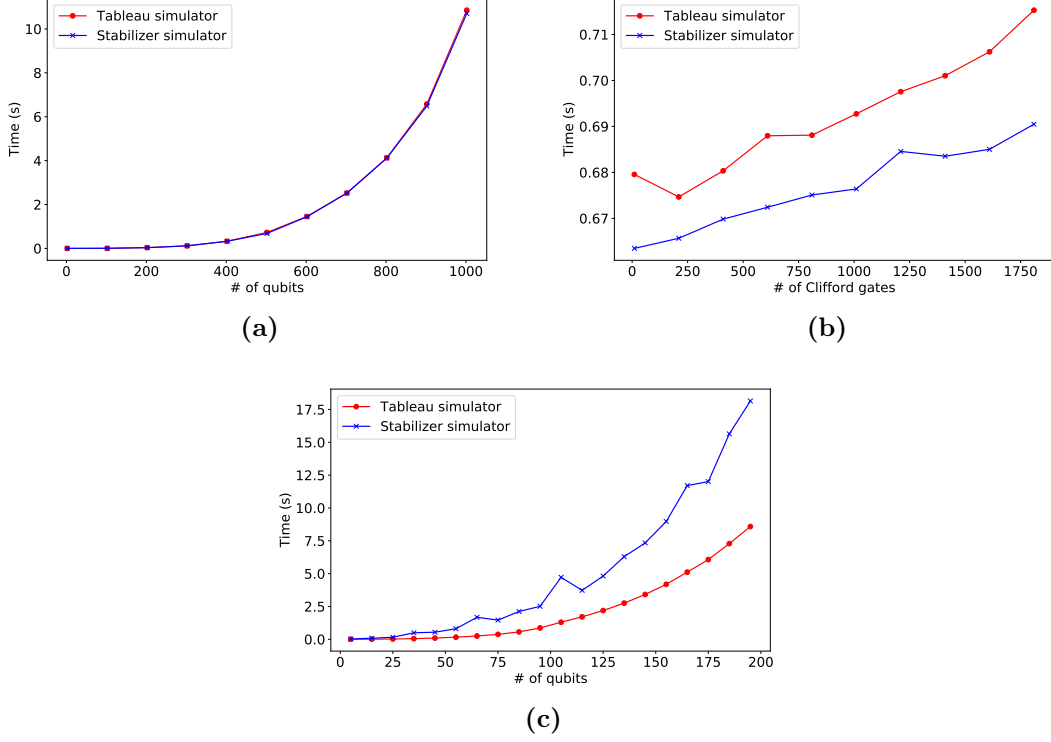 Tableau simulator
Stabilizer simulator
10
8
6
4
2
0
Time (s)
0 200 400 600 800 1000
# of qubits
(a)
Tableau simulator
Stabilizer simulator
0.71
0.70
0.69
0.68
0.67
Time (s)
0 250 500 750 1000 1250 1500 1750
# of Clifford gates
(b)
Tableau simulator
Stabilizer simulator
17.5
15.0
12.5
10.0
7.5
5.0
2.5
0.0
Time (s)
0 25 50 75 100 125 150 175 200
# of qubits
(c)